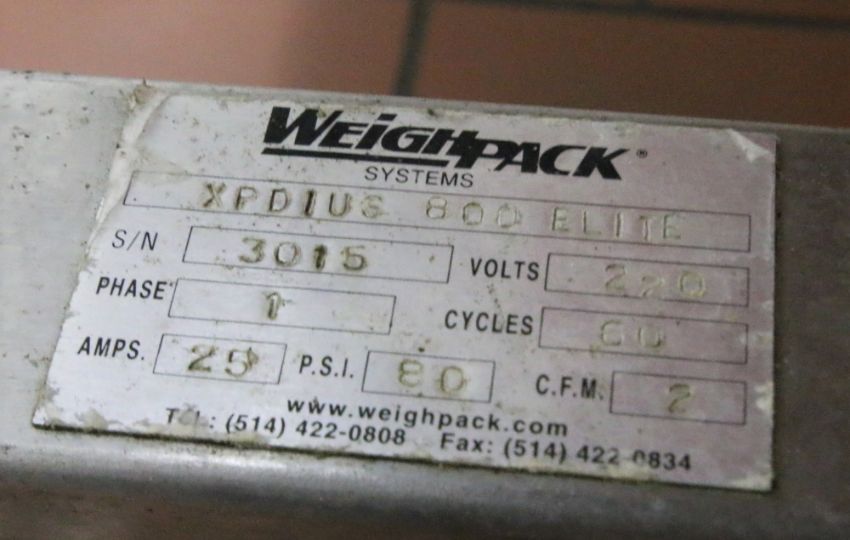 WEIGHPACK®
SYSTEMS
XPDIUS 800 ELITE
S/N 3015 VOLTS 220
PHASE 1 CYCLES 60
AMPS. 25 P.S.I. 80 C.F.M. 2
www.weighpack.com
TEL: (514) 422-0808 Fax: (514) 422-0834